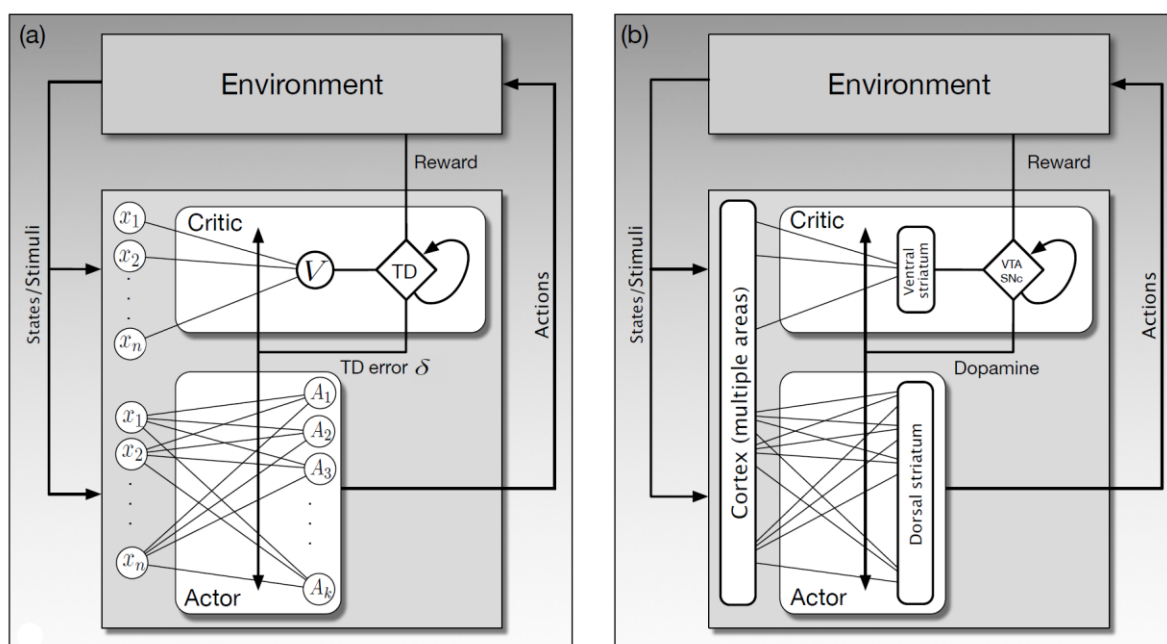 (a)
Environment
Reward
States/Stimuli
Actions
Critic
x1
x2
.
.
.
xn
V
TD
TD error δ
x1
x2
.
.
.
.
xn
A1
A2
A3
.
.
.
Ak
Actor
(b)
Environment
Reward
States/Stimuli
Actions
Critic
Cortex (multiple areas)
Ventral
striatum
VTA
SNc
Dopamine
Dorsal striatum
Actor